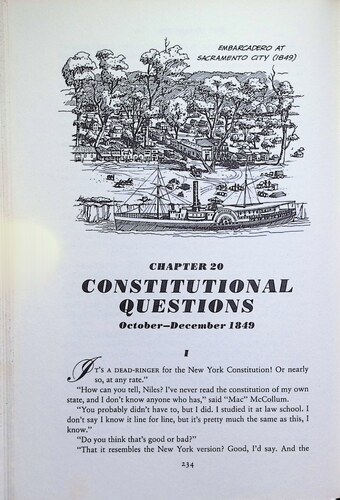 EMBARCADERO AT
SACRAMENTO CITY (1849)
CHAPTER 20
CONSTITUTIONAL
QUESTIONS
October–December 1849
I
IT'S A DEAD-RINGER for the New York Constitution! Or nearly
so, at any rate."
"How can you tell, Niles? I've never read the constitution of my own
state, and I don't know anyone who has," said "Mac" McCollum.
"You probably didn't have to, but I did. I studied it at law school. I
don't say I know it line for line, but it's pretty much the same as this, I
know."
"Do you think that's good or bad?"
"That it resembles the New York version? Good, I'd say. And the
234